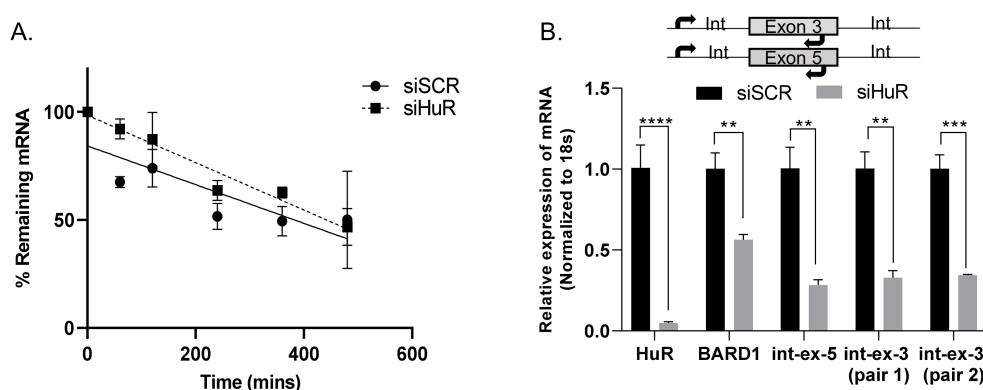 A.
% Remaining mRNA
100
50
0
0
200
400
600
Time (mins)
siSCR
siHuR
B.
Int
Exon 3
Int
Int
Exon 5
Int
siSCR
siHuR
Relative expression of mRNA
(Normalized to 18s)
1.5
1.0
0.5
0.0
****
**
**
**
***
HuR
BARD1
int-ex-5
int-ex-3
(pair 1)
int-ex-3
(pair 2)